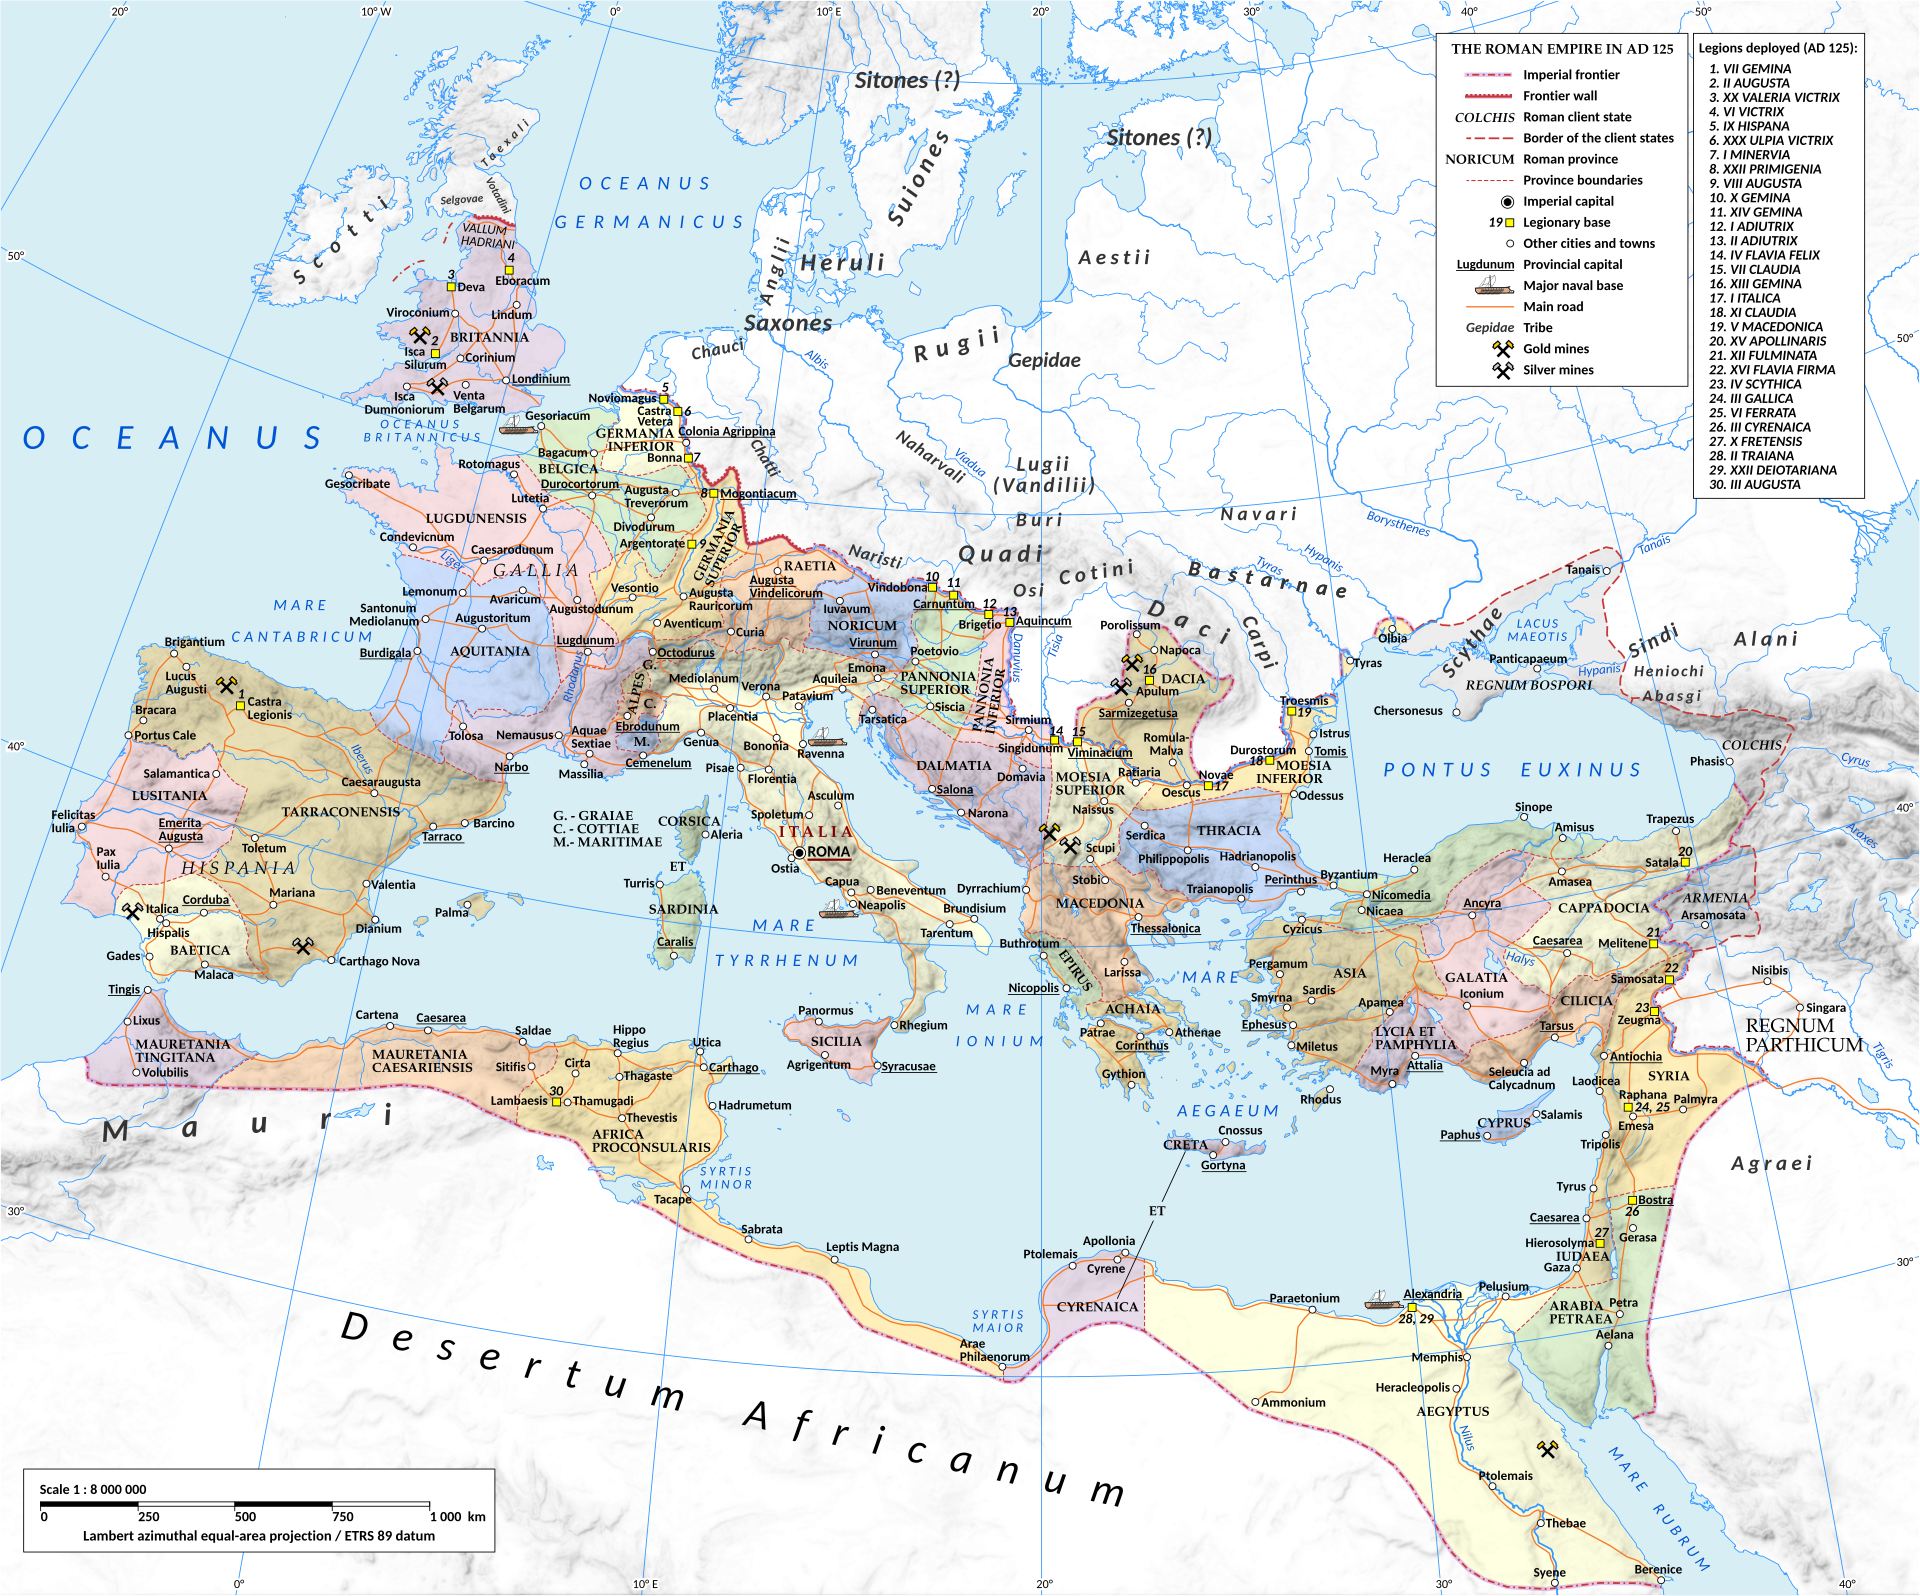 20°
10° W
0°
10° E
20°
30°
40°
50°
THE ROMAN EMPIRE IN AD 125
Imperial frontier
Frontier wall
COLCHIS Roman client state
Border of the client states
NORICUM Roman province
Province boundaries
Imperial capital
19 Legionary base
Other cities and towns
Lugdunum Provincial capital
Major naval base
Main road
Gepidae Tribe
Gold mines
Silver mines
Legions deployed (AD 125):
1. VII GEMINA
2. II AUGUSTA
3. XX VALERIA VICTRIX
4. VI VICTRIX
5. IX HISPANA
6. XXX ULPIA VICTRIX
7. I MINERVIA
8. XXII PRIMIGENIA
9. VIII AUGUSTA
10. X GEMINA
11. XIV GEMINA
12. I ADIUTRIX
13. II ADIUTRIX
14. IV FLAVIA FELIX
15. VII CLAUDIA
16. XIII GEMINA
17. I ITALICA
18. XI CLAUDIA
19. V MACEDONICA
20. XV APOLLINARIS
21. XII FULMINATA
22. XVI FLAVIA FIRMA
23. IV SCYTHICA
24. III GALLICA
25. VI FERRATA
26. III CYRENAICA
27. X FRETENSIS
28. II TRAIANA
29. XXII DEIOTARIANA
30. III AUGUSTA
Sitones (?)
Sitones (?)
Suiones
Taexali
Votadini
Selgovae
Scotti
OCEANUS
GERMANICUS
VALLUM
HADRIANI
50°
50°
Anglii
Heruli
Aestii
Saxones
Chauci
Albis
Rugii
Gepidae
3
Deva
4
Eboracum
Viroconium
Lindum
BRITANNIA
2
Isca
Silurum
Corinium
Londinium
Isca
Dumnoniorum
Venta
Belgarum
OCEANUS
BRITANNICUS
OCEANUS
Gesoriacum
5
Noviomagus
Castra
Vetera
6
GERMANIA
INFERIOR
Colonia Agrippina
Bonna
7
Chatti
Naharvali
Viadua
Lugii
(Vandilii)
Buri
Navari
Borysthenes
Hypanis
Tyras
Tanais
Bagacum
BELGICA
Rotomagus
Durocortorum
Lutetia
Augusta
Treverorum
Divodurum
8
Mogontiacum
Argentorate
9
GERMANIA
SUPERIOR
Gesocribate
LUGDUNENSIS
Condevicnum
Liger
Caesarodunum
GALLIA
Lemonum
Avaricum
Vesontio
Augustodunum
Augusta
Rauricorum
Aventicum
Curia
Augusta
Vindelicorum
RAETIA
Naristi
Quadi
Osi
Cotini
Bastarnae
Daci
Carpi
Tanais
Vindobona
10
11
Carnuntum
12
13
Brigetio
Aquincum
Iuvavum
NORICUM
Virunum
Poetovio
Emona
Danuvius
Tisia
Porolissum
Napoca
16
DACIA
Apulum
Sarmizegetusa
Olbia
Tyras
Scythae
LACUS
MAEOTIS
Panticapaeum
Hypanis
REGNUM BOSPORI
Chersonesus
Sindi
Heniochi
Abasgi
Alani
MARE
CANTABRICUM
Santonum
Mediolanum
Augustoritum
Lugdunum
Burdigala
AQUITANIA
Rhodanus
Octodurus
G.
ALPES
C.
Ebrodunum
M.
Cemenelum
Mediolanum
Verona
Aquileia
Patavium
Placentia
Genua
Bononia
Ravenna
Pisae
Florentia
PANNONIA
SUPERIOR
PANNONIA
INFERIOR
Siscia
Tarsatica
Sirmium
14
15
Singidunum
Viminacium
DALMATIA
Domavia
Salona
Narona
MOESIA
SUPERIOR
Naissus
Romula-
Malva
Ratiaria
Oescus
Novae
17
Durostorum
18
MOESIA
INFERIOR
Troesmis
19
Istrus
Tomis
Odessus
PONTUS EUXINUS
COLCHIS
Phasis
Cyrus
Araxes
40°
40°
Brigantium
Lucus
Augusti
1
Castra
Legionis
Bracara
Portus Cale
Salamantica
LUSITANIA
Felicitas
Iulia
Emerita
Augusta
Pax
Iulia
Toletum
HISPANIA
TARRACONENSIS
Iberus
Caesaraugusta
Tolosa
Nemausus
Narbo
Aquae
Sextiae
Massilia
Barcino
Tarraco
Valentia
Mariana
Corduba
Italica
Hispalis
BAETICA
Gades
Malaca
Dianium
Carthago Nova
Palma
G. - GRAIAE
C. - COTTIAE
M.- MARITIMAE
CORSICA
Aleria
ET
Turris
SARDINIA
Caralis
Asculum
Spoletum
ITALIA
ROMA
Ostia
Capua
Beneventum
Neapolis
Brundisium
Tarentum
MARE
TYRRHENUM
Dyrrachium
Scupi
Stobi
MACEDONIA
Thessalonica
Serdica
THRACIA
Philippopolis
Hadrianopolis
Traianopolis
Perinthus
Byzantium
Heraclea
Nicomedia
Nicaea
Cyzicus
Sinope
Amisus
Trapezus
20
Satala
Amasea
Ancyra
CAPPADOCIA
ARMENIA
Arsamosata
Caesarea
21
Melitene
Halys
Buthrotum
EPIRUS
Larissa
Nicopolis
ACHAIA
Patrae
Athenae
Corinthus
Gythion
MARE
IONIUM
MARE
AEGAEUM
Pergamum
ASIA
Sardis
Smyrna
Apamea
Ephesus
Miletus
Rhodus
GALATIA
Iconium
CILICIA
22
Samosata
23
Zeugma
Tarsus
LYCIA ET
PAMPHYLIA
Attalia
Myra
Seleucia ad
Calycadnum
Nisibis
Singara
REGNUM
PARTHICUM
Tigris
Antiochia
SYRIA
Laodicea
Raphana
24, 25
Palmyra
Emesa
Tripolis
CYPRUS
Salamis
Paphus
Panormus
SICILIA
Agrigentum
Syracusae
Rhegium
Tingis
Lixus
MAURETANIA
TINGITANA
Volubilis
Cartena
Caesarea
MAURETANIA
CAESARIENSIS
Saldae
Sitifis
Cirta
Hippo
Regius
Utica
Carthago
Thagaste
30
Lambaesis
Thamugadi
Hadrumetum
Thevestis
AFRICA
PROCONSULARIS
SYRTIS
MINOR
Tacape
Mauri
30°
30°
Sabrata
Leptis Magna
CRETA
Cnossus
Gortyna
ET
Apollonia
Ptolemais
Cyrene
CYRENAICA
SYRTIS
MAIOR
Arae
Philaenorum
Agraei
Tyrus
Bostra
26
Caesarea
27
Hierosolyma
IUDAEA
Gerasa
Gaza
Paraetonium
Alexandria
28, 29
Pelusium
ARABIA
PETRAEA
Petra
Aelana
Memphis
Heracleopolis
AEGYPTUS
Ammonium
Nilus
Ptolemais
Thebae
Syene
Berenice
MARE RUBRUM
Desertum Africanum
Scale 1 : 8 000 000
0 250 500 750 1 000 km
Lambert azimuthal equal-area projection / ETRS 89 datum
0°
10° E
20°
30°
40°